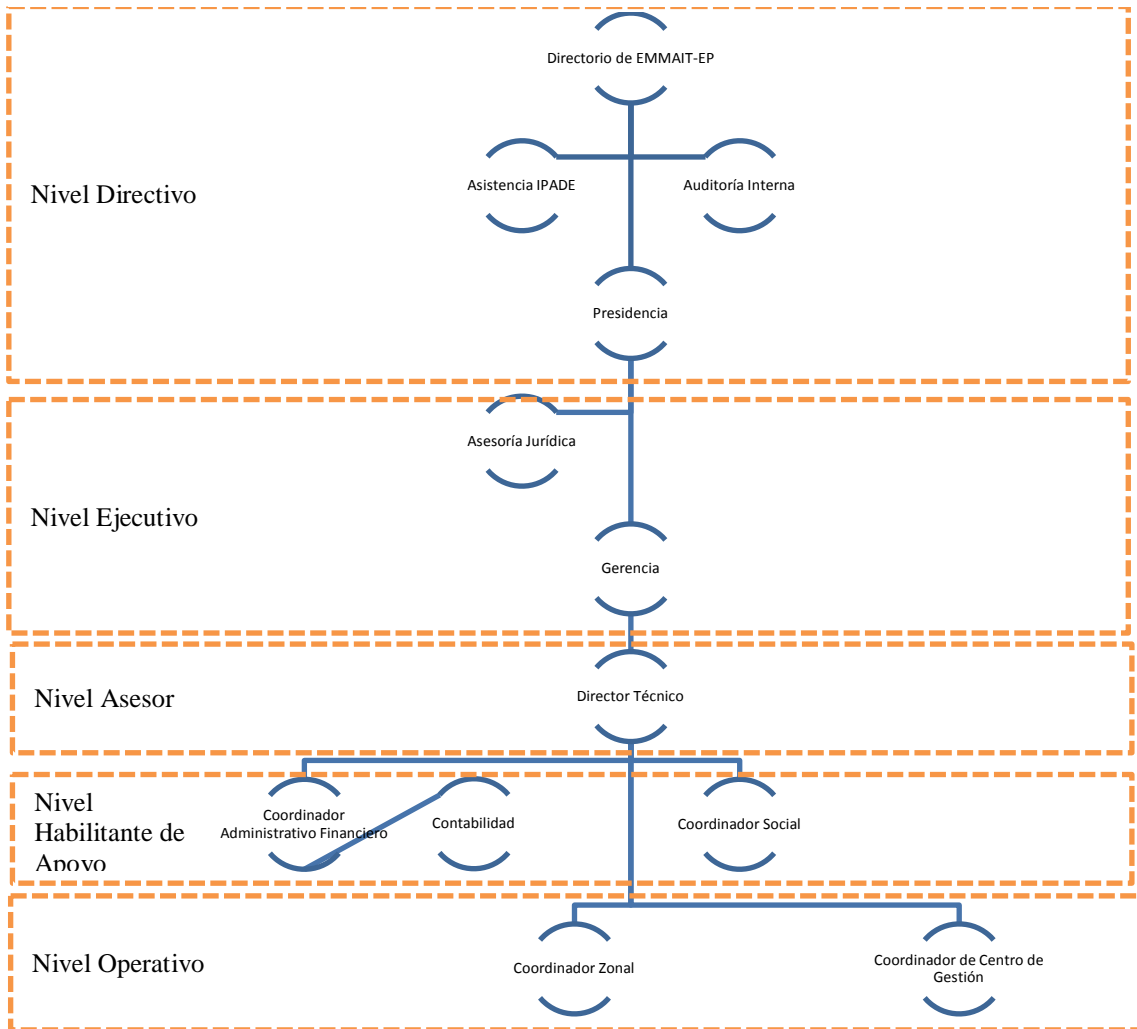 Directorio de EMMAIT-EP
Asistencia IPADE
Auditoría Interna
Nivel Directivo
Presidencia
Asesoría Jurídica
Nivel Ejecutivo
Gerencia
Nivel Asesor
Director Técnico
Nivel
Habilitante de
Apoyo
Coordinador
Administrativo Financiero
Contabilidad
Coordinador Social
Nivel Operativo
Coordinador Zonal
Coordinador de Centro de
Gestión